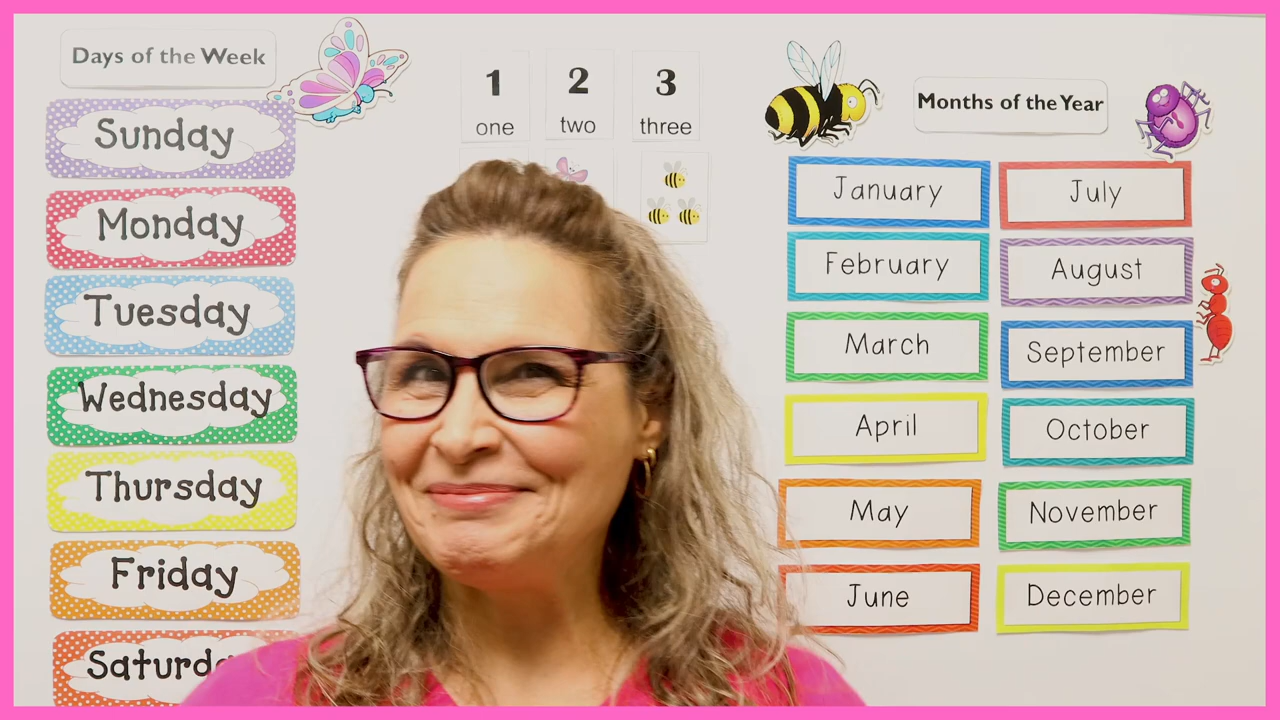 Days of the Week
Sunday
Monday
Tuesday
Wednesday
Thursday
Friday
1 2 3
one two three
Months of the Year
January
February
March
April
May
June
July
August
September
October
November
December